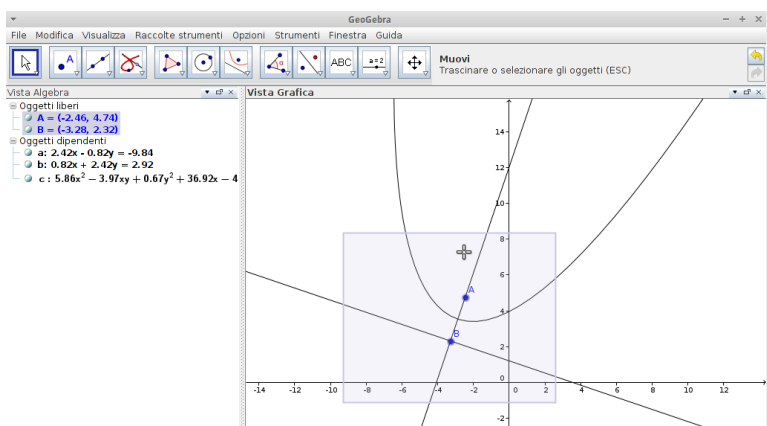 GeoGebra
File Modifica Visualizza Raccolte strumenti Opzioni Strumenti Finestra Guida
A
α
ABC
a=2
Muovi
Trascinare o selezionare gli oggetti (ESC)
Vista Algebra
Oggetti liberi
A = (-2.46, 4.74)
B = (-3.28, 2.32)
Oggetti dipendenti
a: 2.42x - 0.82y = -9.84
b: 0.82x + 2.42y = 2.92
c : 5.86x² − 3.97xy + 0.67y² + 36.92x − 4
Vista Grafica
14
12
10
8
6
A
4
B
2
0
-14 -12 -10 -8 -6 -4 -2 0 2 4 6 8 10 12
-2